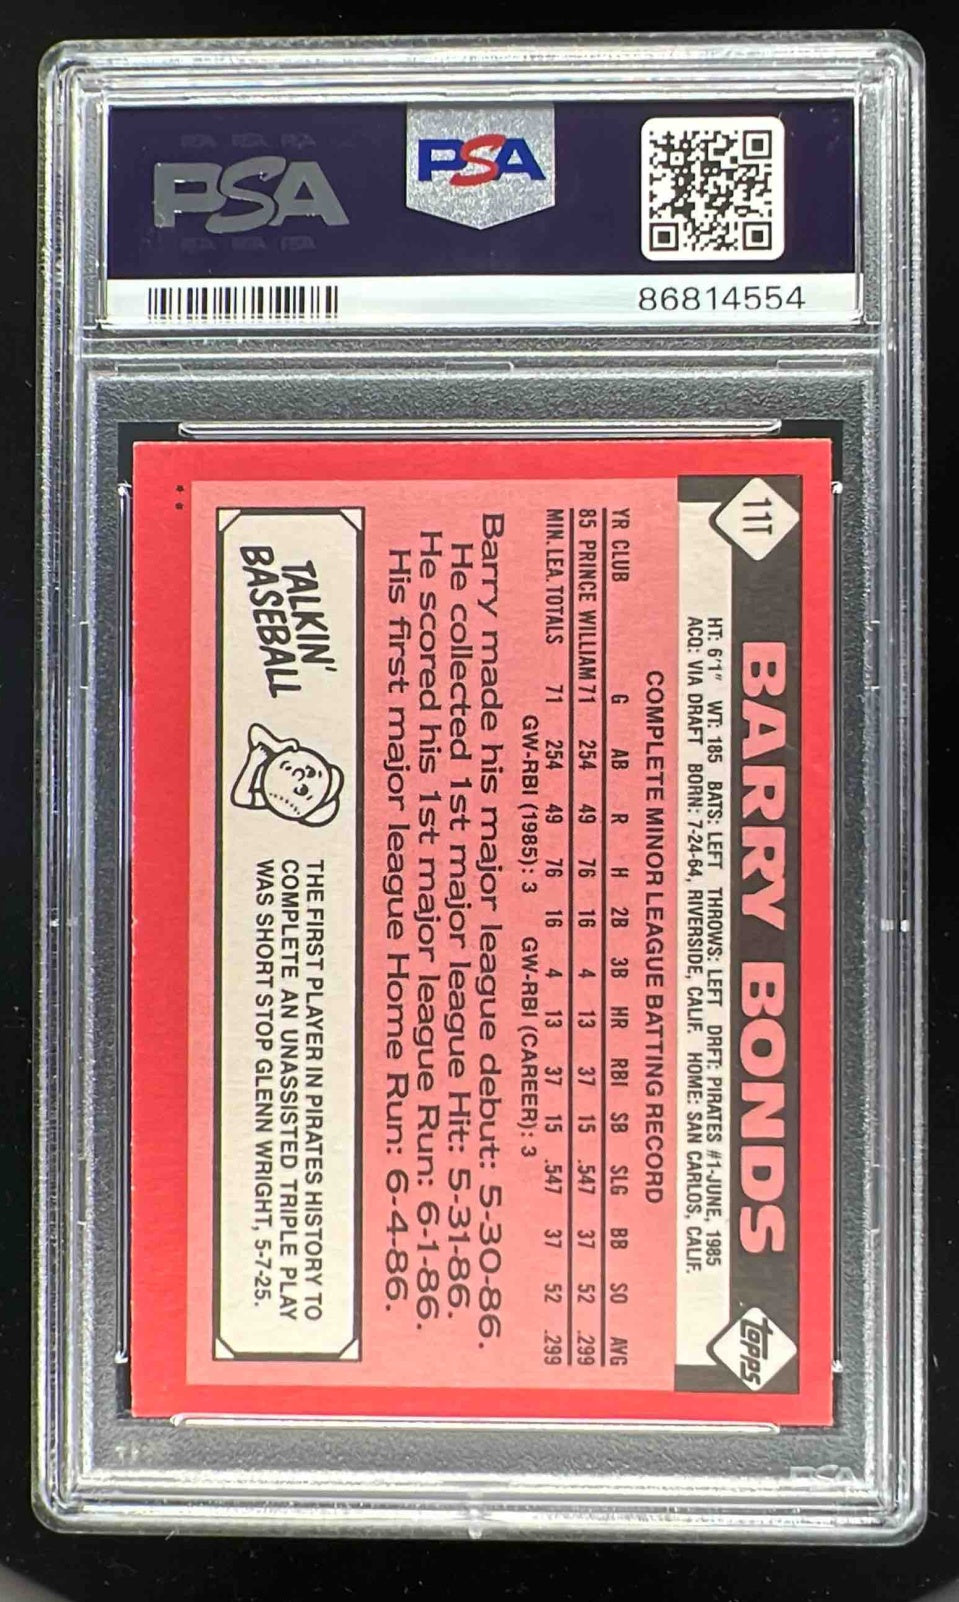 PSA
PSA
86814554
11T
BARRY BONDS
topps
HT: 6'1" WT: 185 BATS: LEFT THROWS: LEFT DRFT: PIRATES #1-JUNE, 1985
ACQ: VIA DRAFT BORN: 7-24-64, RIVERSIDE, CALIF. HOME: SAN CARLOS, CALIF.
COMPLETE MINOR LEAGUE BATTING RECORD
YR CLUB G AB R H 2B 3B HR RBI SB SLG BB SO AVG
85 PRINCE WILLIAM 71 254 49 76 16 4 13 37 15 .547 37 52 .299
MIN. LEA. TOTALS 71 254 49 76 16 4 13 37 15 .547 37 52 .299
GW-RBI (1985): 3 GW-RBI (CAREER): 3
Barry made his major league debut: 5-30-86.
He collected 1st major league Hit: 5-31-86.
He scored his 1st major league Run: 6-1-86.
His first major league Home Run: 6-4-86.
TALKIN'
BASEBALL
THE FIRST PLAYER IN PIRATES HISTORY TO
COMPLETE AN UNASSISTED TRIPLE PLAY
WAS SHORT STOP GLENN WRIGHT, 5-7-25.
* *
PSA